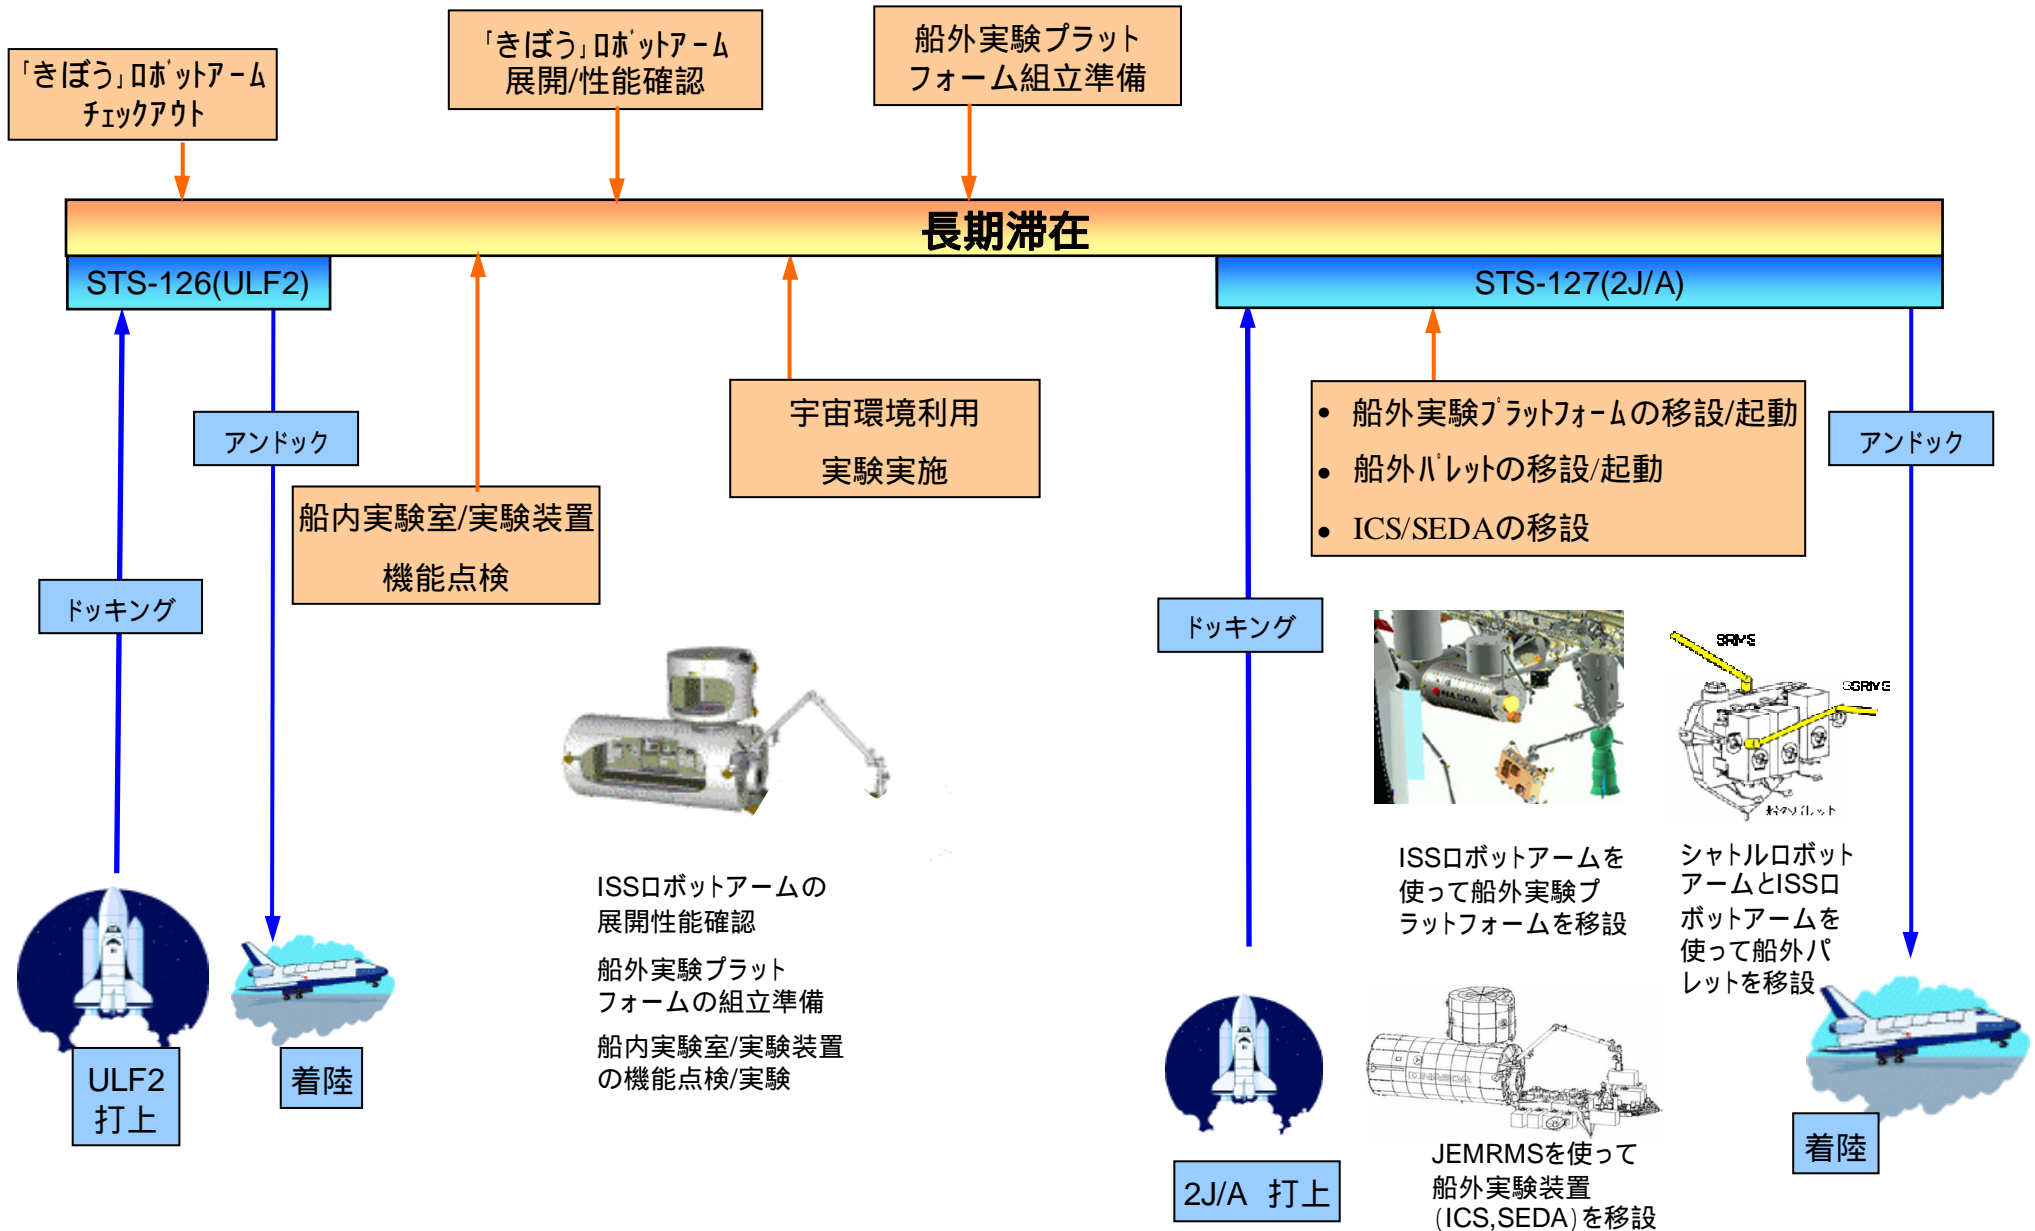 「きぼう」ロボットアーム
チェックアウト
「きぼう」ロボットアーム
展開/性能確認
船外実験プラット
フォーム組立準備
長期滞在
STS-126(ULF2)
STS-127(2J/A)
アンドック
宇宙環境利用
実験実施
• 船外実験プラットフォームの移設/起動
• 船外パレットの移設/起動
• ICS/SEDAの移設
アンドック
船内実験室/実験装置
機能点検
ドッキング
ドッキング
SRMS
SSRMS
NASDA
船外パレット
ISSロボットアームの
展開性能確認
船外実験プラット
フォームの組立準備
船内実験室/実験装置
の機能点検/実験
ISSロボットアームを
使って船外実験プ
ラットフォームを移設
シャトルロボット
アームとISSロ
ボットアームを
使って船外パ
レットを移設
NASDA
ULF2
打上
着陸
2J/A 打上
JEMRMSを使って
船外実験装置
(ICS,SEDA)を移設
着陸